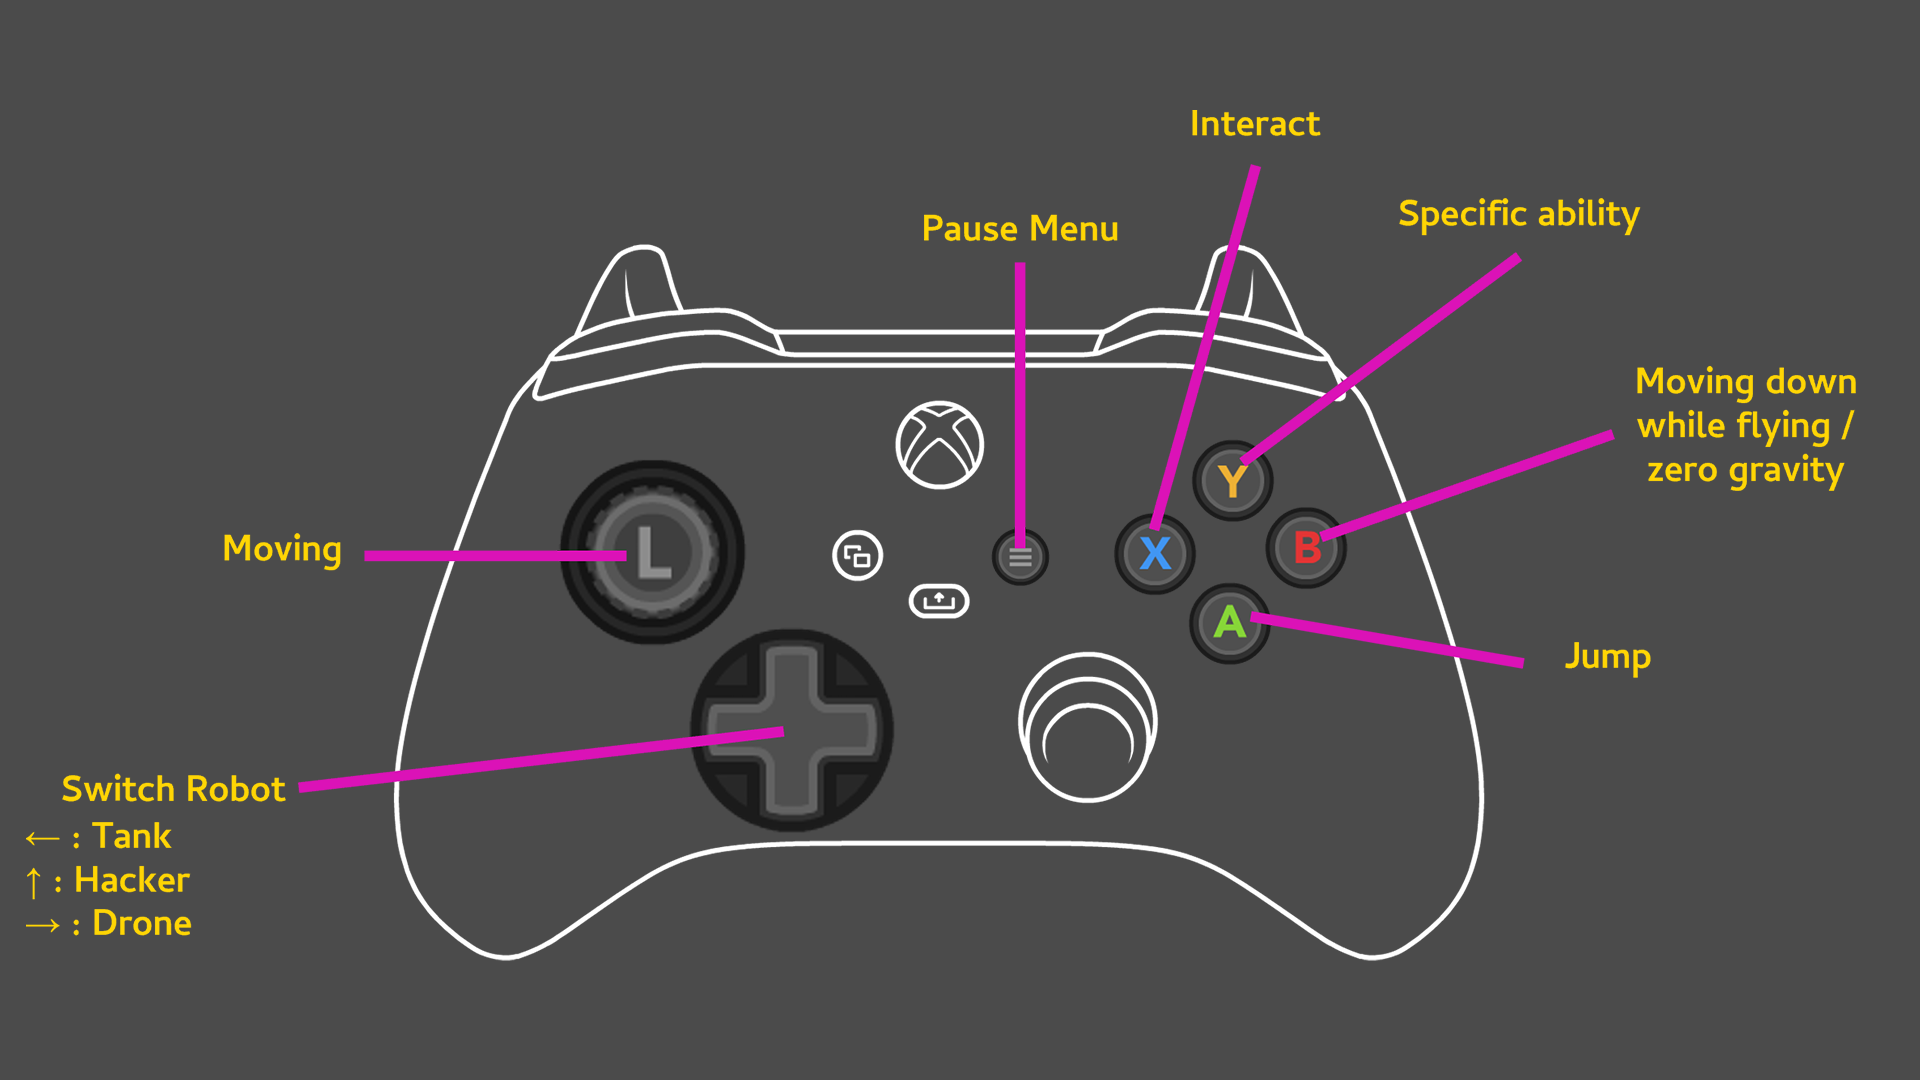 Interact
Specific ability
Pause Menu
Moving down
while flying /
zero gravity
Y
L
Moving
X
B
A
Jump
Switch Robot
← : Tank
↑ : Hacker
→ : Drone